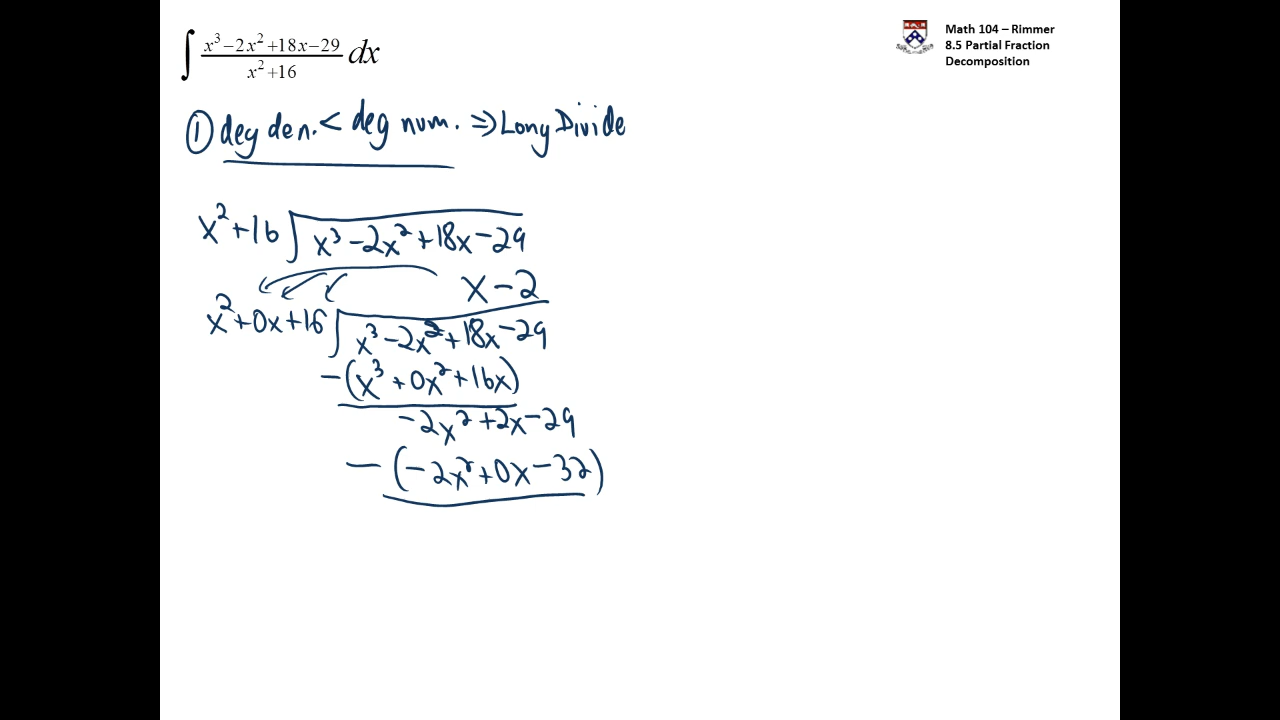 ∫ (x³−2x²+18x−29)/(x²+16) dx
Math 104 – Rimmer
8.5 Partial Fraction
Decomposition
① deg den. < deg num. ⇒ Long Divide
x²+16 ⟌ x³−2x²+18x−29
x−2
x²+0x+16 ⟌ x³−2x²+18x−29
−(x³+0x²+16x)
−2x²+2x−29
−(−2x²+0x−32)